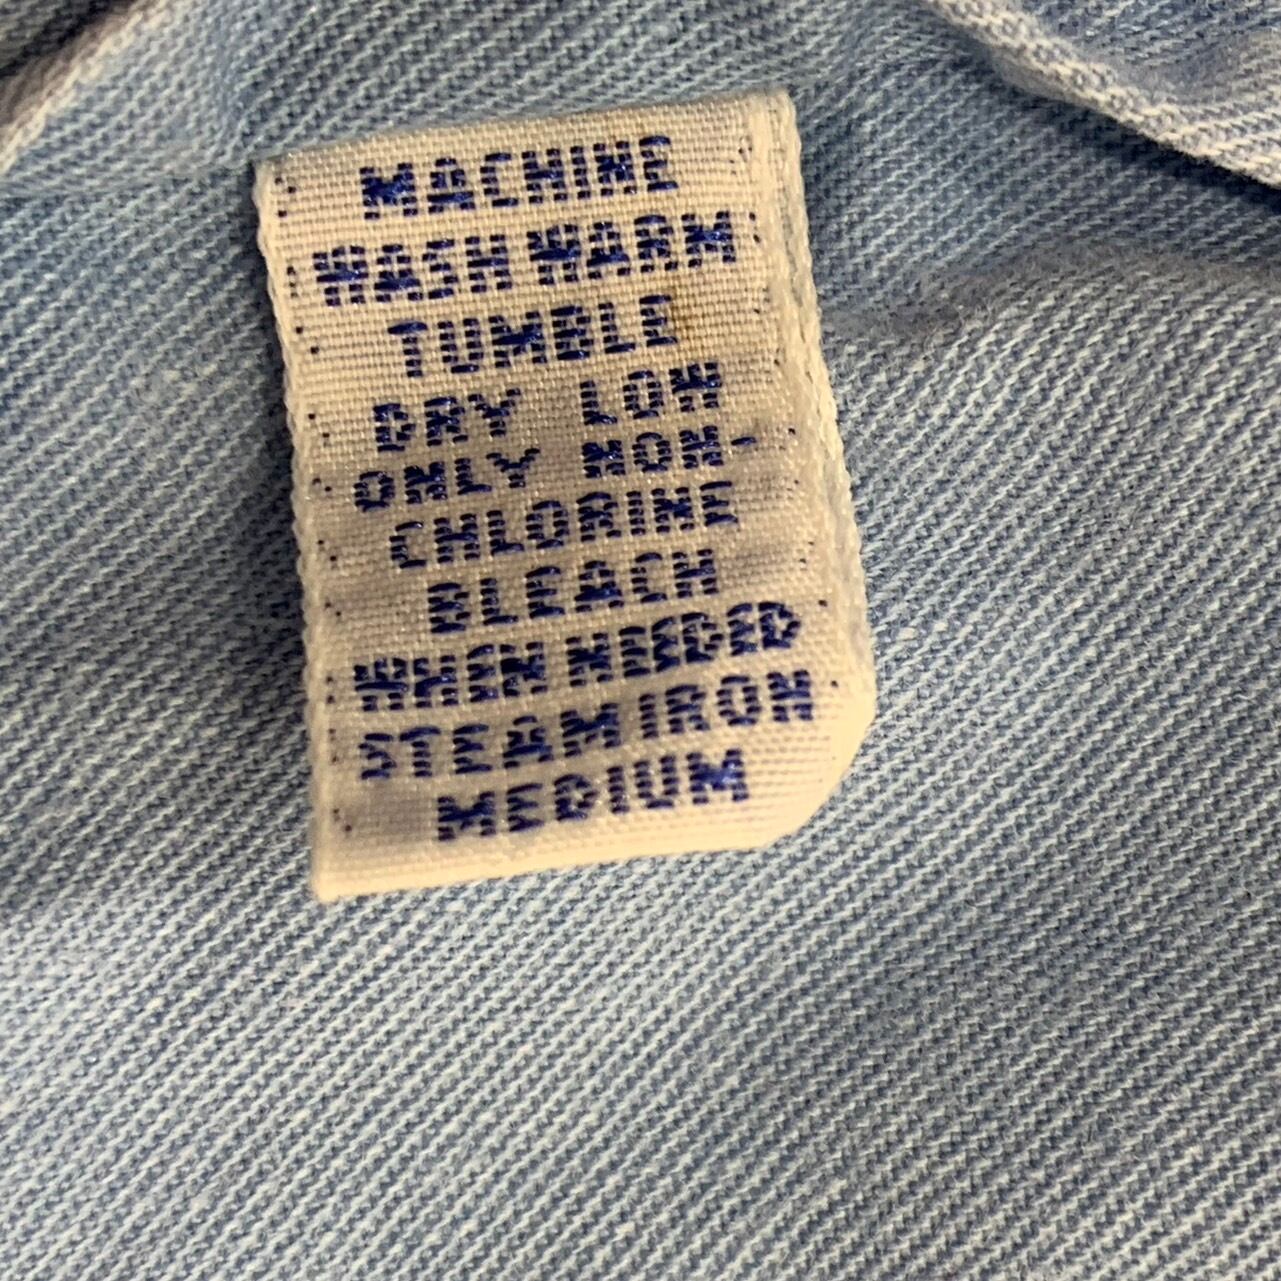 MACHINE
WASH WARM
TUMBLE
DRY LOW
ONLY NON-
CHLORINE
BLEACH
WHEN NEEDED
STEAM IRON
MEDIUM